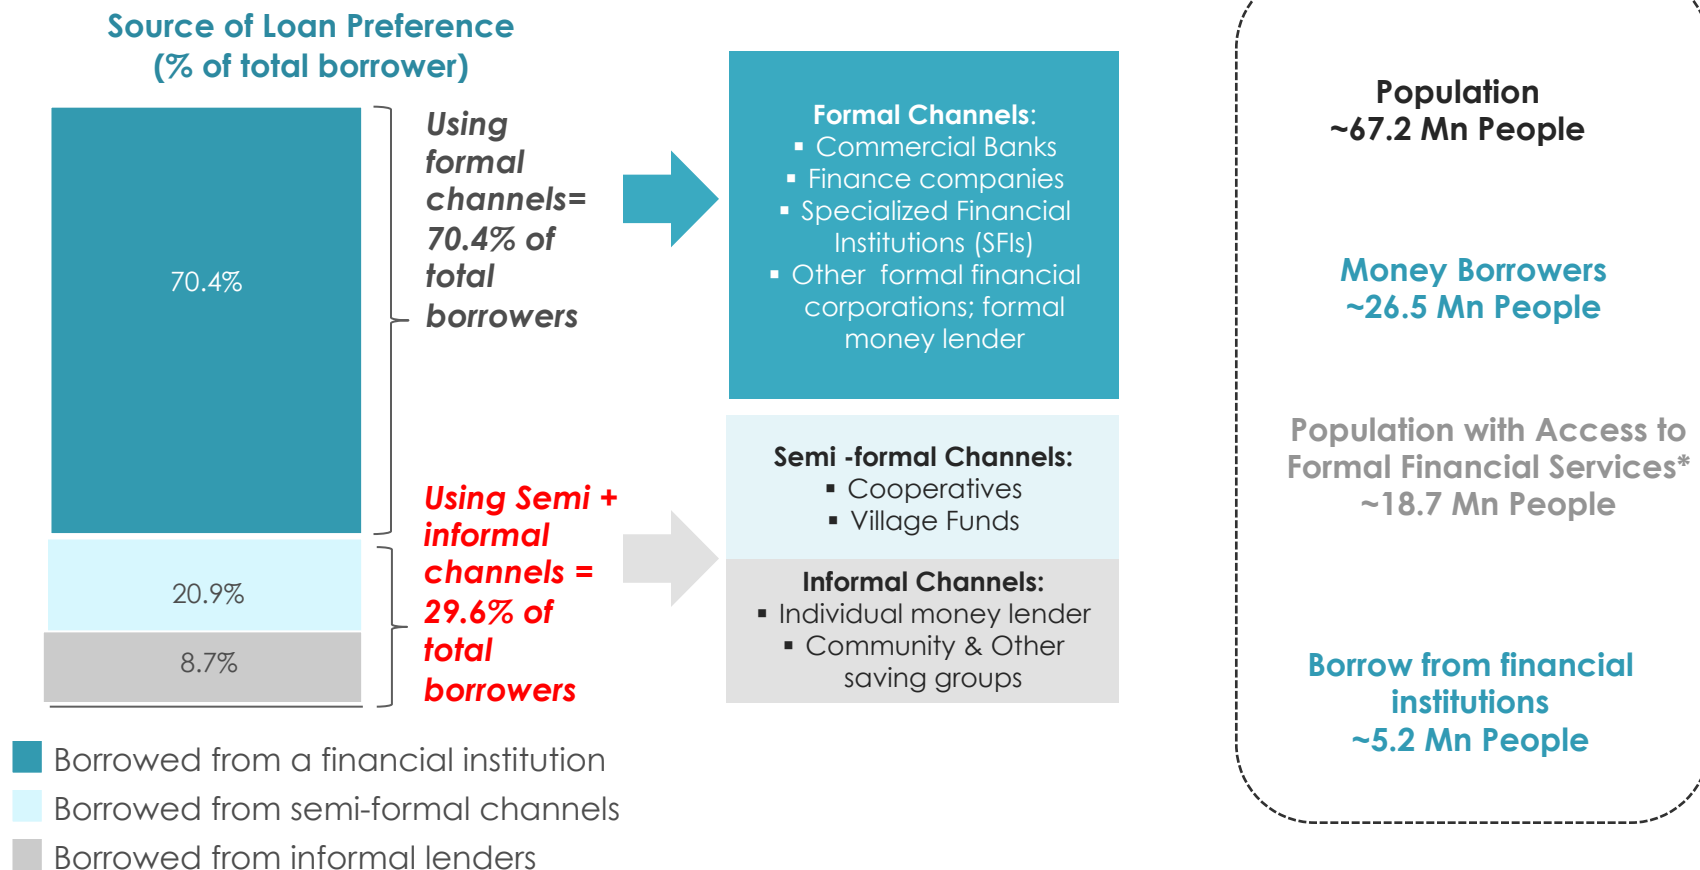 Source of Loan Preference
(% of total borrower)
70.4%
20.9%
8.7%
Using
formal
channels=
70.4% of
total
borrowers
Using Semi +
informal
channels =
29.6% of
total
borrowers
Formal Channels:
▪ Commercial Banks
▪ Finance companies
▪ Specialized Financial
Institutions (SFIs)
▪ Other formal financial
corporations; formal
money lender
Semi -formal Channels:
▪ Cooperatives
▪ Village Funds
Informal Channels:
▪ Individual money lender
▪ Community & Other
saving groups
Population
~67.2 Mn People
Money Borrowers
~26.5 Mn People
Population with Access to
Formal Financial Services*
~18.7 Mn People
Borrow from financial
institutions
~5.2 Mn People
Borrowed from a financial institution
Borrowed from semi-formal channels
Borrowed from informal lenders